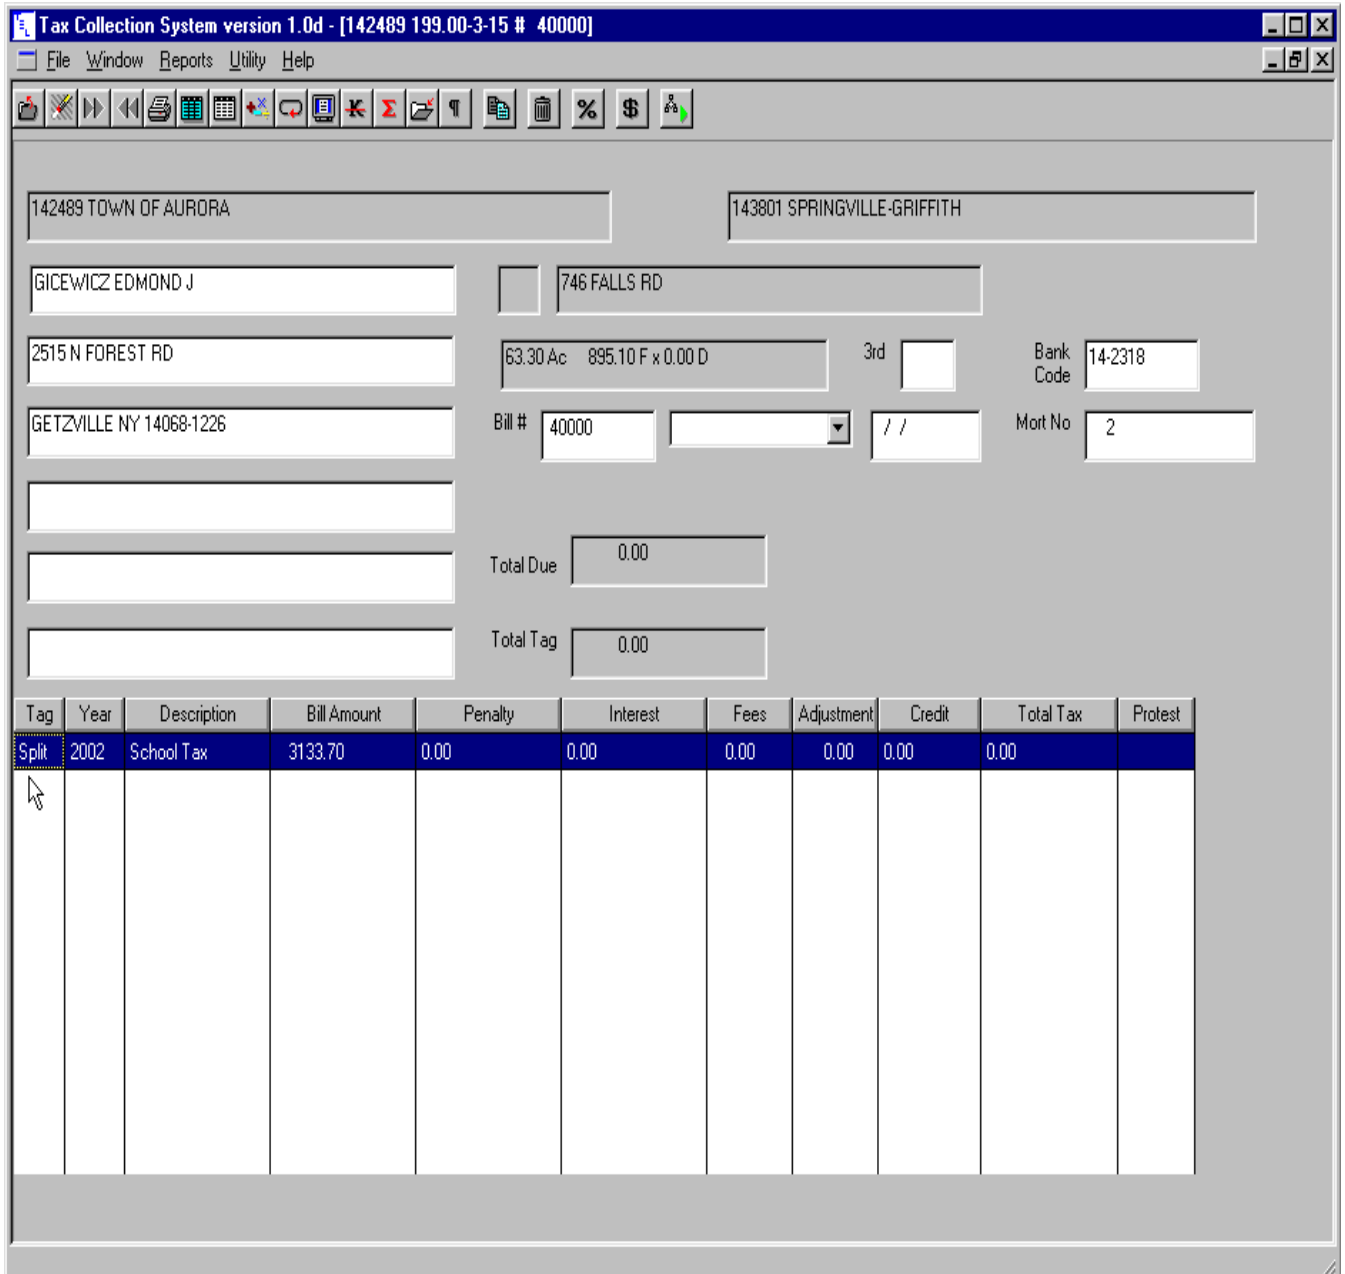 Tax Collection System version 1.0d - [142489 199.00-3-15 # 40000]
File Window Reports Utility Help
142489 TOWN OF AURORA
143801 SPRINGVILLE-GRIFFITH
GICEWICZ EDMOND J
746 FALLS RD
2515 N FOREST RD
63.30 Ac 895.10 F x 0.00 D
3rd
Bank Code 14-2318
GETZVILLE NY 14068-1226
Bill # 40000
/ /
Mort No 2
Total Due 0.00
Total Tag 0.00
Tag Year Description Bill Amount Penalty Interest Fees Adjustment Credit Total Tax Protest
Split 2002 School Tax 3133.70 0.00 0.00 0.00 0.00 0.00 0.00